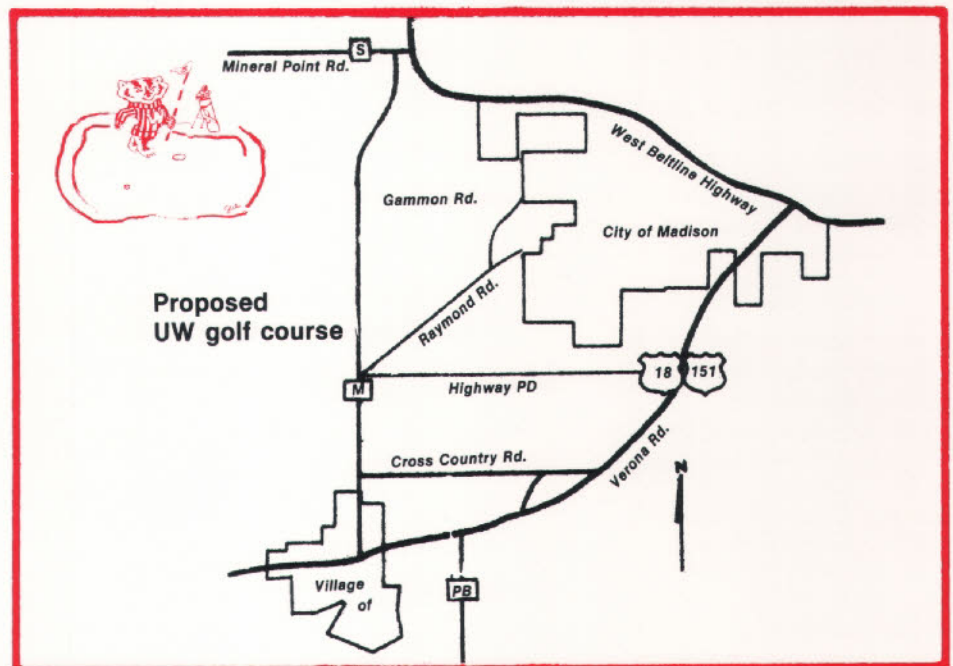 S
Mineral Point Rd.
West Beltline Highway
Gammon Rd.
City of Madison
Proposed
UW golf course
Raymond Rd.
18 151
M
Highway PD
Cross Country Rd.
Verona Rd.
N
Village
of
PB